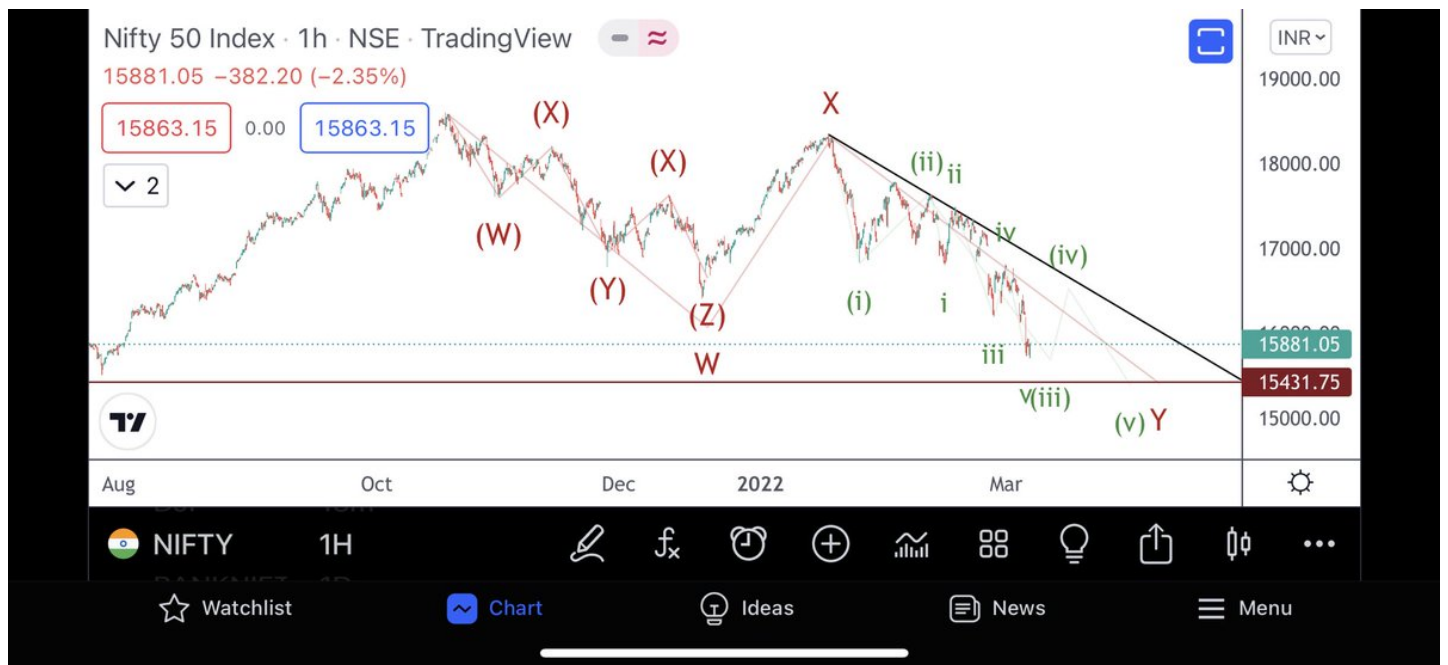 Nifty 50 Index · 1h · NSE · TradingView
INR
15881.05 −382.20 (−2.35%)
19000.00
15863.15 0.00 15863.15
2
X
(X)
(X)
(ii) ii
18000.00
(W)
iv
(iv)
17000.00
(Y)
(Z)
(i)
i
iii
W
15881.05
15431.75
v(iii)
(v) Y
15000.00
Aug Oct Dec 2022 Mar
NIFTY 1H
Watchlist Chart Ideas News Menu